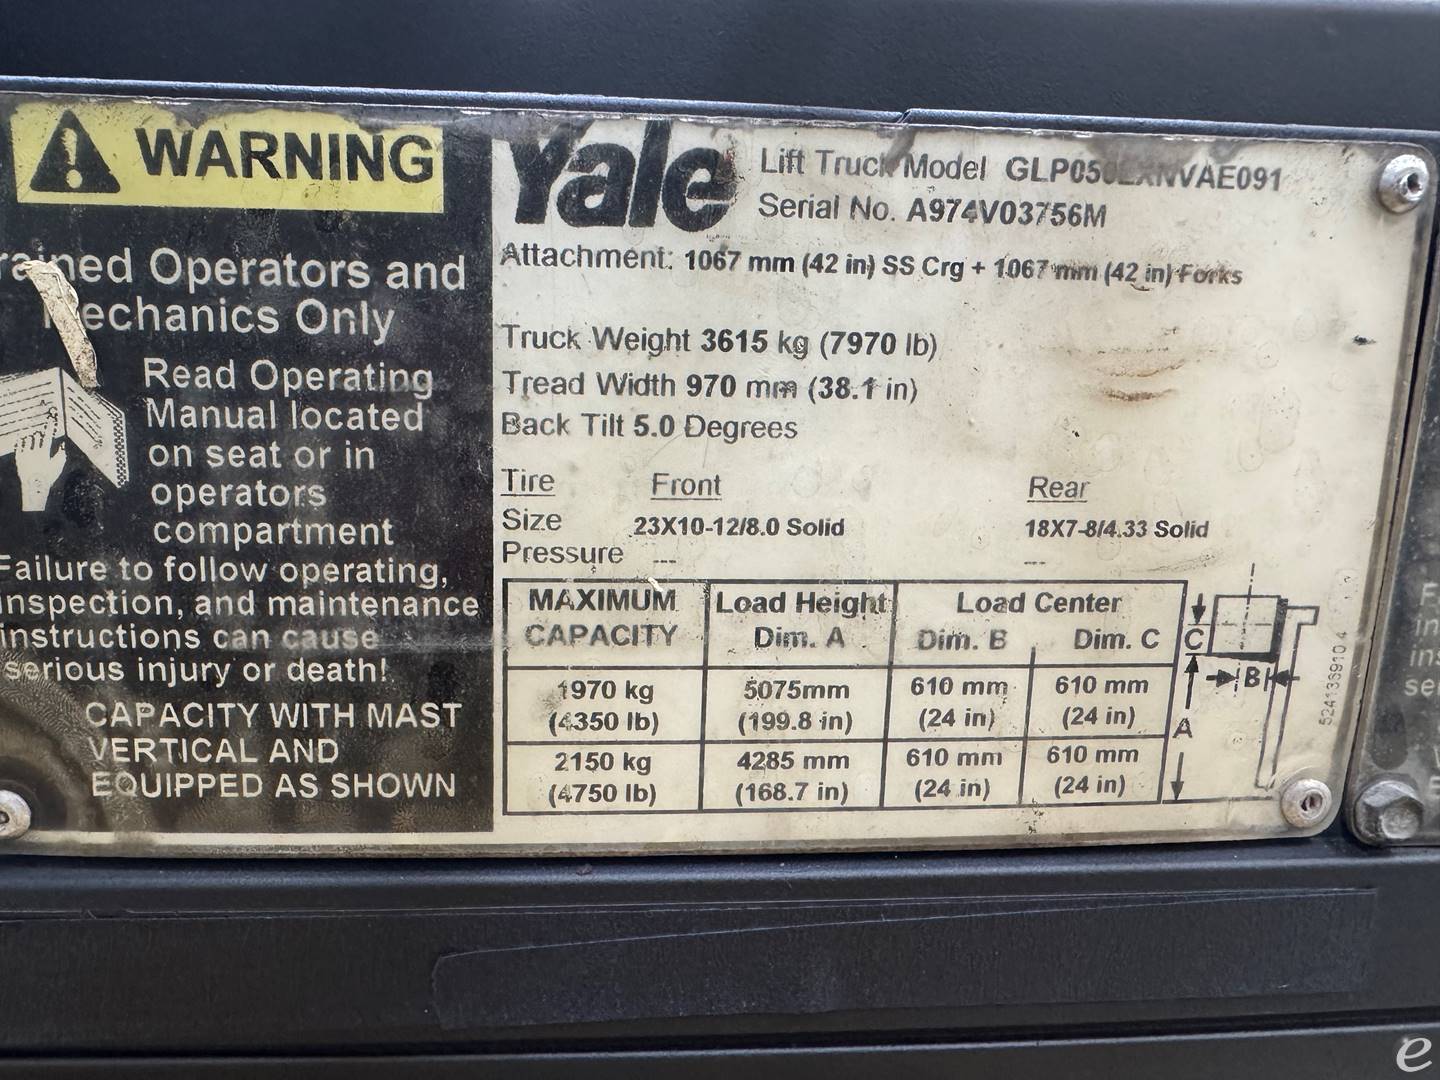 WARNING
rained Operators and
Mechanics Only
Read Operating
Manual located
on seat or in
operators
compartment
Failure to follow operating,
inspection, and maintenance
instructions can cause
serious injury or death!
CAPACITY WITH MAST
VERTICAL AND
EQUIPPED AS SHOWN
Yale
Lift Truck Model GLP050LXNVAE091
Serial No. A974V03756M
Attachment: 1067 mm (42 in) SS Crg + 1067 mm (42 in) Forks
Truck Weight 3615 kg (7970 lb)
Tread Width 970 mm (38.1 in)
Back Tilt 5.0 Degrees
Tire Front Rear
Size 23X10-12/8.0 Solid 18X7-8/4.33 Solid
Pressure --- ---
MAXIMUM CAPACITY Load Height Dim. A Load Center Dim. B Dim. C
1970 kg 5075mm 610 mm 610 mm
(4350 lb) (199.8 in) (24 in) (24 in)
2150 kg 4285 mm 610 mm 610 mm
(4750 lb) (168.7 in) (24 in) (24 in)
C
B
A
524133910 4
e